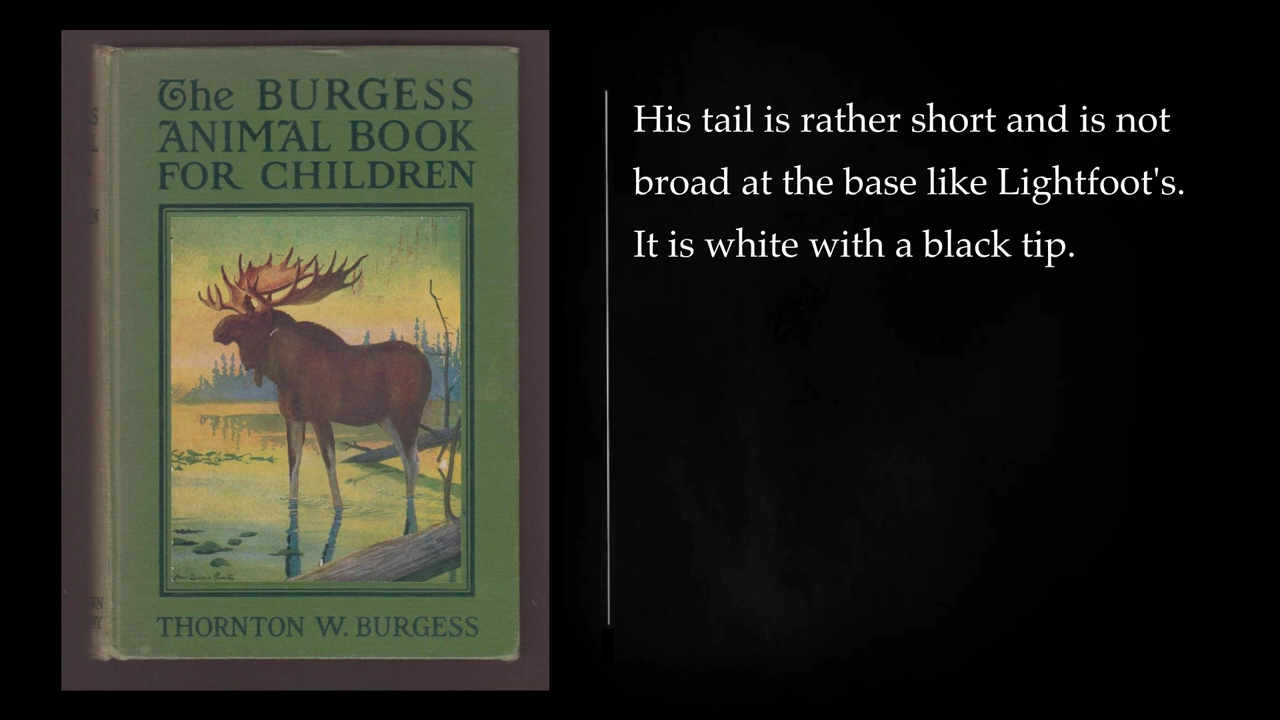 The BURGESS
ANIMAL BOOK
FOR CHILDREN
THORNTON W. BURGESS
His tail is rather short and is not
broad at the base like Lightfoot's.
It is white with a black tip.